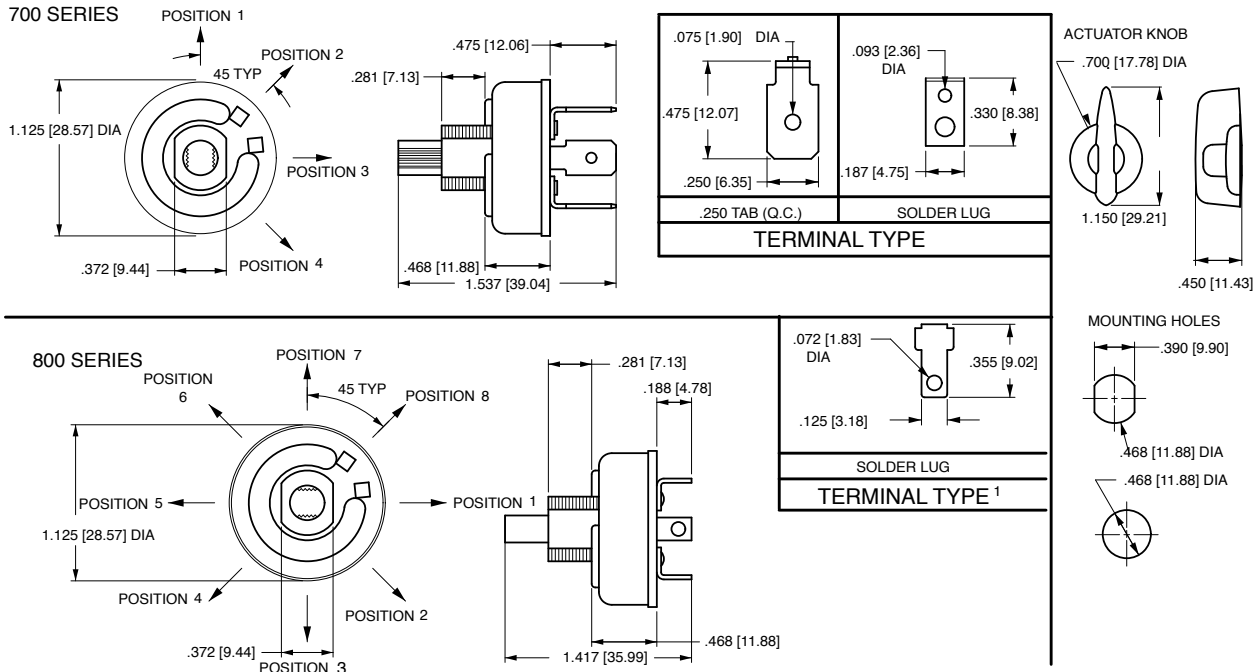 700 SERIES
POSITION 1
POSITION 2
45 TYP
1.125 [28.57] DIA
POSITION 3
POSITION 4
.372 [9.44]
.475 [12.06]
.281 [7.13]
.468 [11.88]
1.537 [39.04]
.075 [1.90] DIA
.475 [12.07]
.250 [6.35]
.250 TAB (Q.C.)
.093 [2.36]
DIA
.330 [8.38]
.187 [4.75]
SOLDER LUG
TERMINAL TYPE
ACTUATOR KNOB
.700 [17.78] DIA
1.150 [29.21]
.450 [11.43]
800 SERIES
POSITION 7
POSITION
6
45 TYP
POSITION 8
POSITION 5
POSITION 1
1.125 [28.57] DIA
POSITION 4
POSITION 2
.372 [9.44]
POSITION 3
.281 [7.13]
.188 [4.78]
.468 [11.88]
1.417 [35.99]
.072 [1.83]
DIA
.355 [9.02]
.125 [3.18]
SOLDER LUG
TERMINAL TYPE 1
MOUNTING HOLES
.390 [9.90]
.468 [11.88] DIA
.468 [11.88] DIA